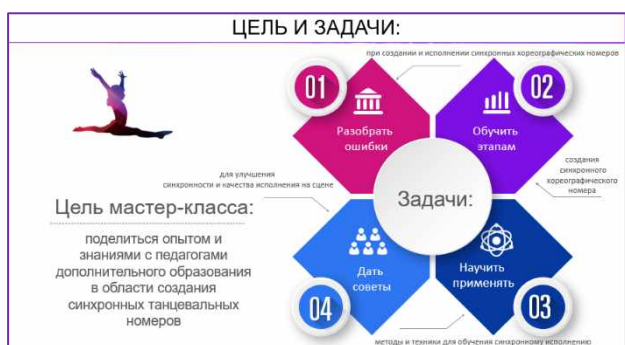 ЦЕЛЬ И ЗАДАЧИ:
при создании и исполнении синхронных хореографических номеров
01
Разобрать
ошибки
02
Обучить
этапам
создания
синхронного
хореографического
номера
для улучшения
синхронности и качества исполнения на сцене
Задачи:
Цель мастер-класса:
поделиться опытом и
знаниями с педагогами
дополнительного образования
в области создания
синхронных танцевальных
номеров
Дать
советы
04
Научить
применять
03
методы и техники для обучения синхронному исполнению